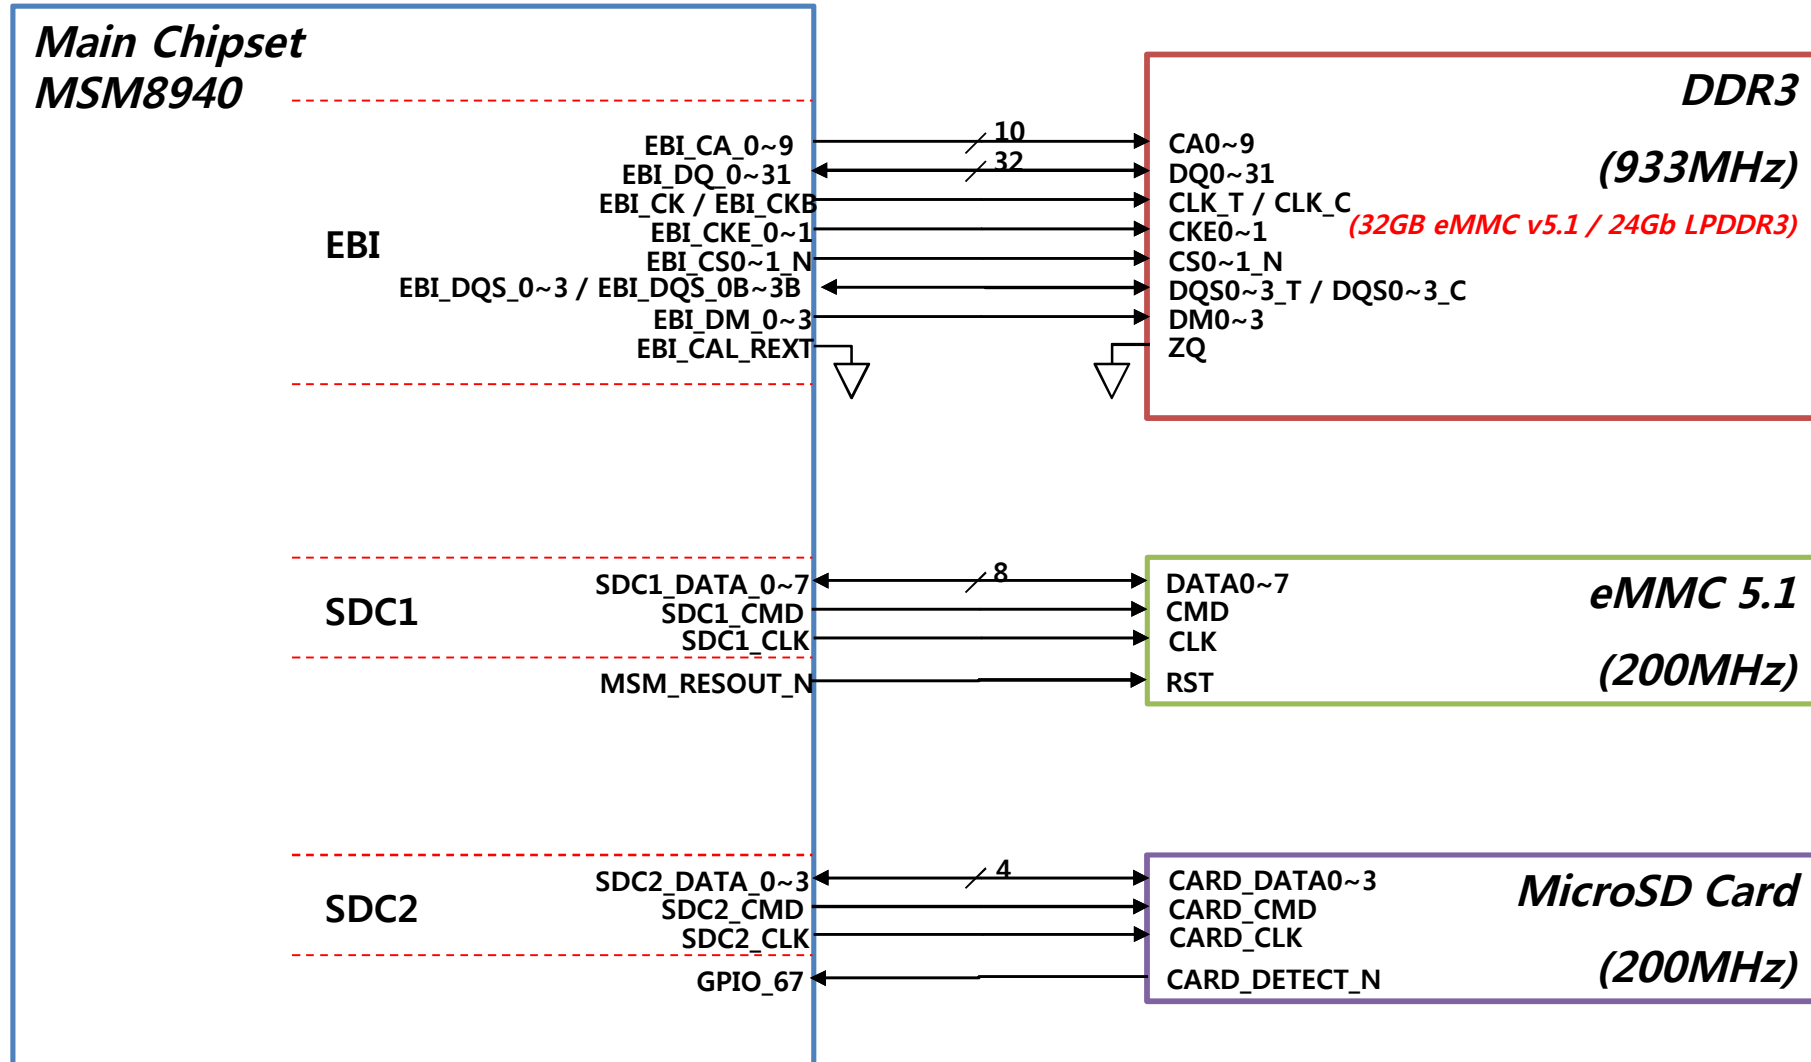 Main Chipset
MSM8940
EBI
EBI_CA_0~9
EBI_DQ_0~31
EBI_CK / EBI_CKB
EBI_CKE_0~1
EBI_CS0~1_N
EBI_DQS_0~3 / EBI_DQS_0B~3B
EBI_DM_0~3
EBI_CAL_REXT
10
32
CA0~9
DQ0~31
CLK_T / CLK_C
CKE0~1
CS0~1_N
DQS0~3_T / DQS0~3_C
DM0~3
ZQ
DDR3
(933MHz)
(32GB eMMC v5.1 / 24Gb LPDDR3)
SDC1
SDC1_DATA_0~7
SDC1_CMD
SDC1_CLK
MSM_RESOUT_N
8
DATA0~7
CMD
CLK
RST
eMMC 5.1
(200MHz)
SDC2
SDC2_DATA_0~3
SDC2_CMD
SDC2_CLK
GPIO_67
4
CARD_DATA0~3
CARD_CMD
CARD_CLK
CARD_DETECT_N
MicroSD Card
(200MHz)